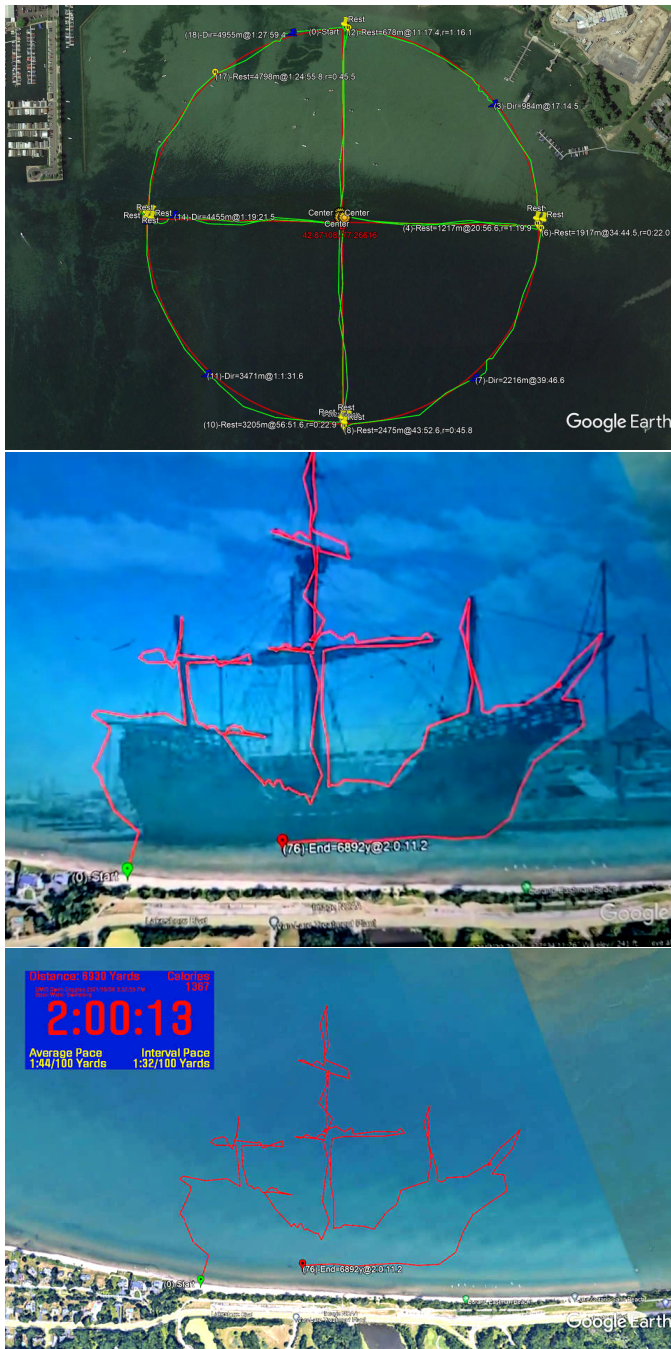 Rest
(18)-Dir=4955m@1:27:59.4
(0)-Start
(2)-Rest=678m@11:17.4,r=1:16.1
(17)-Rest=4798m@1:24:55.8,r=0:45.5
(3)-Dir=984m@17:14.5
Rest
Rest
Rest
Rest
(14)-Dir=4455m@1:19:21.5
Center
Center
Center
Rest
Rest
(4)-Rest=1217m@20:56.6,r=1:19.9
(6)-Rest=1917m@34:44.5,r=0:22.0
(11)-Dir=3471m@1:1:31.6
(7)-Dir=2216m@39:46.6
Rest
Rest
(10)-Rest=3205m@56:51.6,r=0:22.9
(8)-Rest=2475m@43:52.6,r=0:45.8
Google Earth
(76)-End=6892y@2:0:11.2
(0)-Start
Lakeshore Blvd
Image NOAA
Google
Distance: 6930 Yards
Calories
1367
2:00:13
Average Pace
1:44/100 Yards
Interval Pace
1:32/100 Yards
(76)-End=6892y@2:0:11.2
(0)-Start
Google Earth